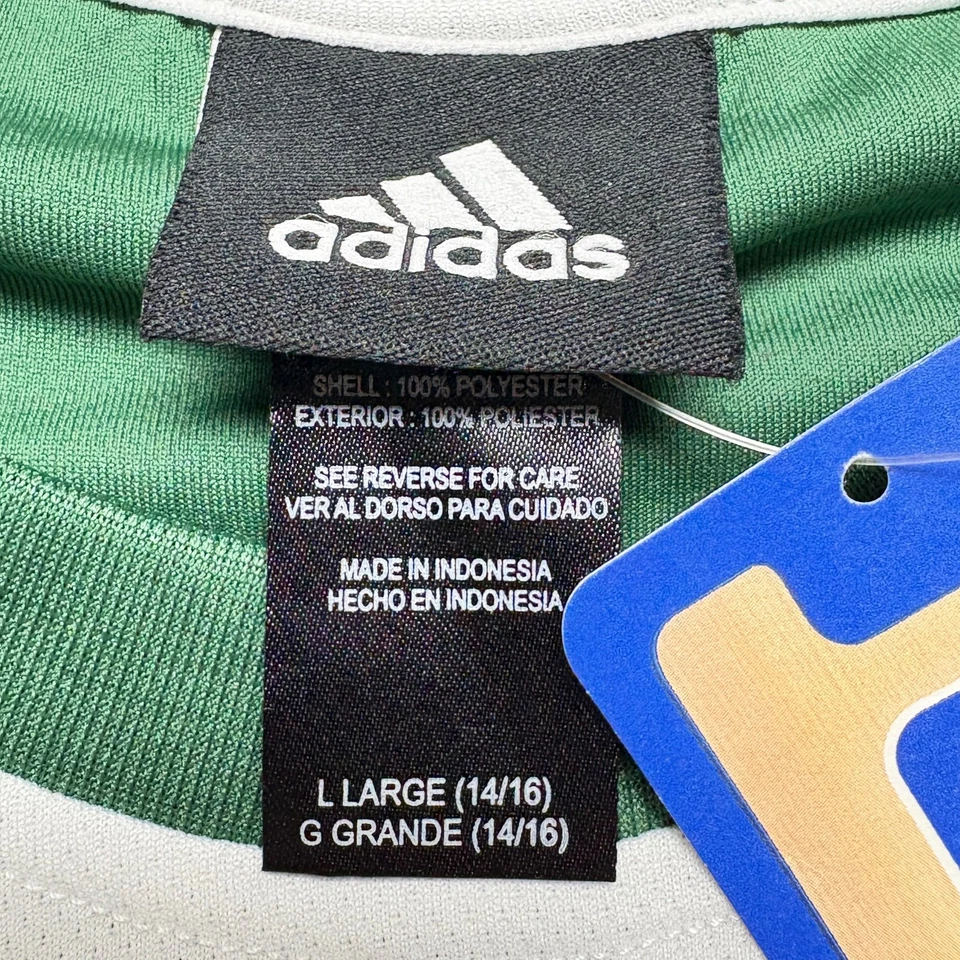 adidas
SHELL : 100% POLYESTER
EXTERIOR : 100% POLIESTER
SEE REVERSE FOR CARE
VER AL DORSO PARA CUIDADO
MADE IN INDONESIA
HECHO EN INDONESIA
L LARGE (14/16)
G GRANDE (14/16)